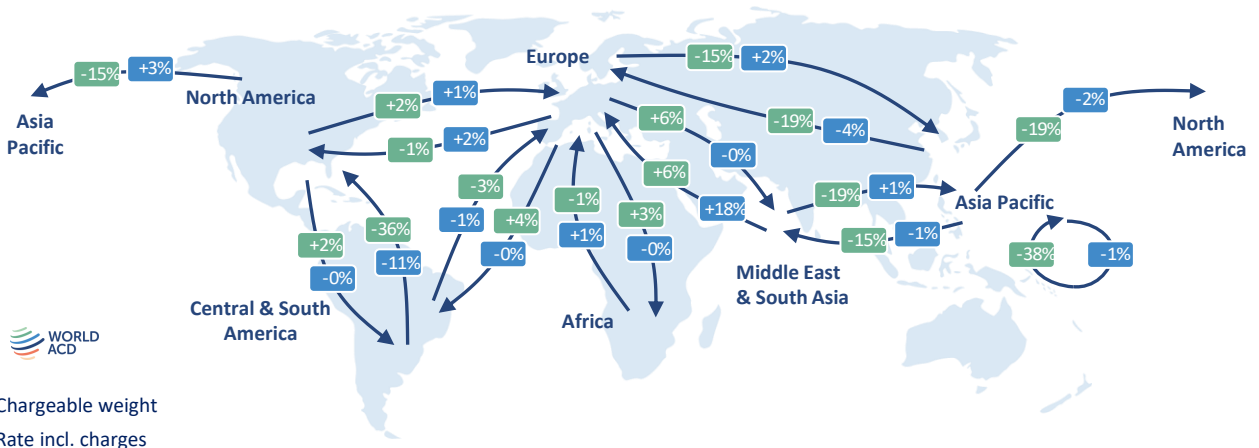 Europe
-15%
+2%
-15%
+3%
North America
Asia
Pacific
+2%
+1%
-1%
+2%
+6%
-0%
-19%
-4%
-2%
-19%
North
America
+6%
+18%
-19%
+1%
Asia Pacific
-15%
-1%
-38%
-1%
-3%
-1%
+4%
-0%
-1%
+1%
+3%
-0%
+2%
-0%
-36%
-11%
Middle East
& South Asia
Central & South
America
Africa
WORLD
ACD
Chargeable weight
Rate incl. charges